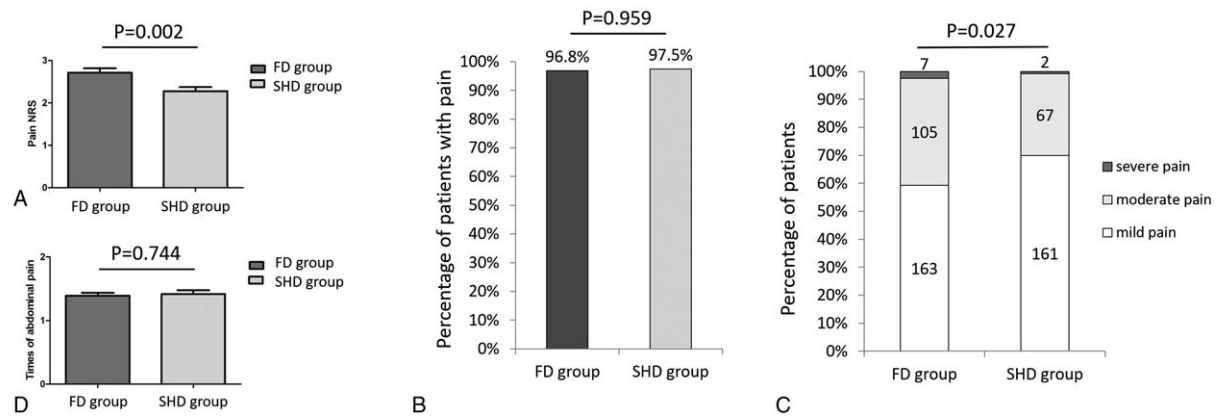 P=0.002
3
2
1
0
Pain NRS
FD group
SHD group
FD group
SHD group
A
P=0.744
2
1
0
Times of abdominal pain
FD group
SHD group
FD group
SHD group
D
P=0.959
96.8%
97.5%
100%
90%
80%
70%
60%
50%
40%
30%
20%
10%
0%
Percentage of patients with pain
FD group
SHD group
B
P=0.027
7
2
100%
90%
80%
70%
60%
50%
40%
30%
20%
10%
0%
Percentage of patients
105
67
163
161
severe pain
moderate pain
mild pain
FD group
SHD group
C